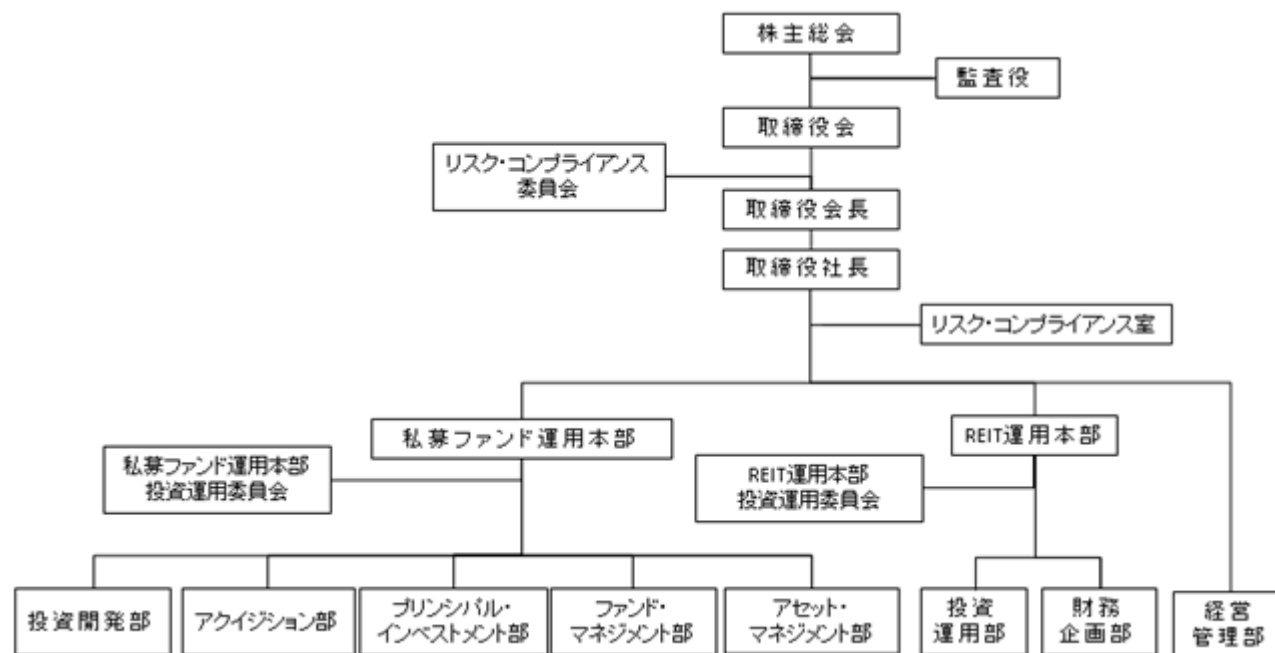 株主総会
監査役
取締役会
リスク・コンプライアンス
委員会
取締役会長
取締役社長
リスク・コンプライアンス室
私募ファンド運用本部
REIT運用本部
私募ファンド運用本部
投資運用委員会
REIT運用本部
投資運用委員会
投資開発部
アクイジション部
プリンシパル・
インベストメント部
ファンド・
マネジメント部
アセット・
マネジメント部
投資
運用部
財務
企画部
経営
管理部